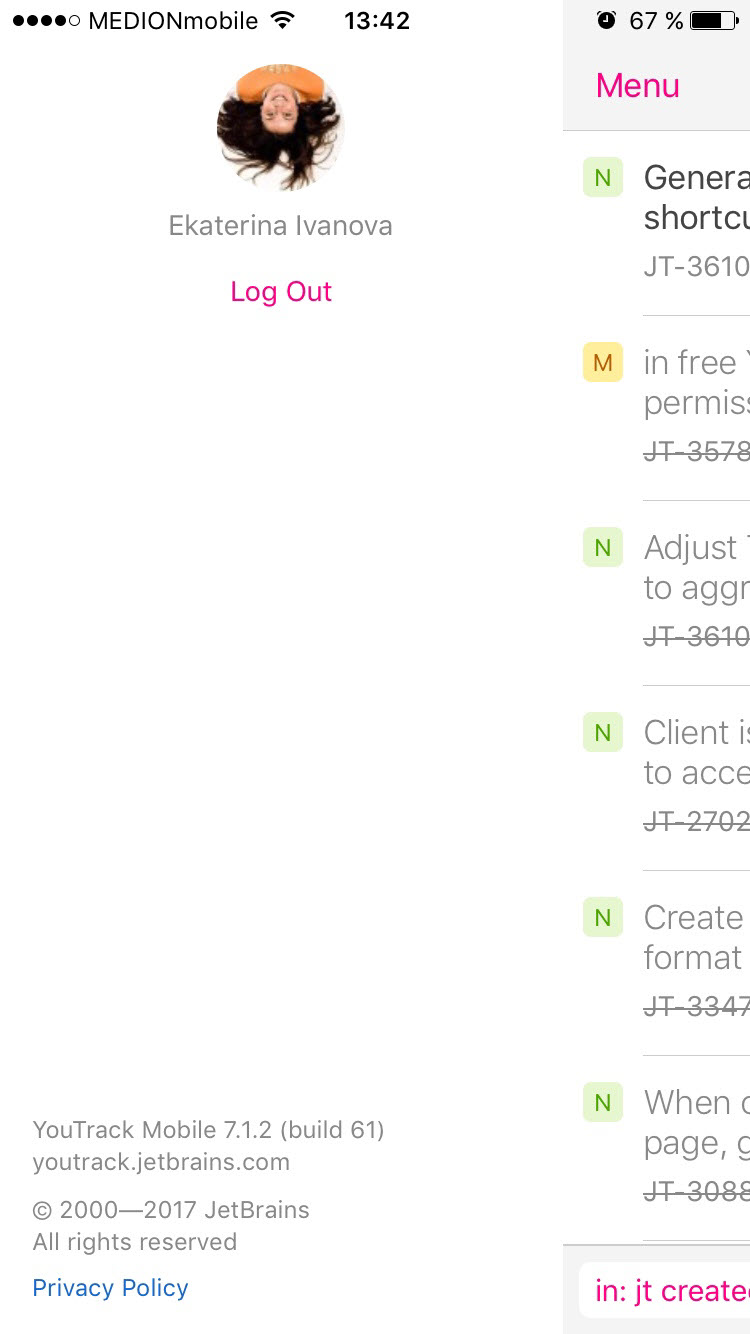 MEDIONmobile 13:42 67 %
Ekaterina Ivanova
Log Out
YouTrack Mobile 7.1.2 (build 61)
youtrack.jetbrains.com
© 2000—2017 JetBrains
All rights reserved
Privacy Policy
Menu
N Genera
shortcu
JT-3610
M in free
permiss
JT-3578
N Adjust
to aggr
JT-3610
N Client is
to acce
JT-2702
N Create
format
JT-3347
N When
page, g
JT-3088
in: jt create